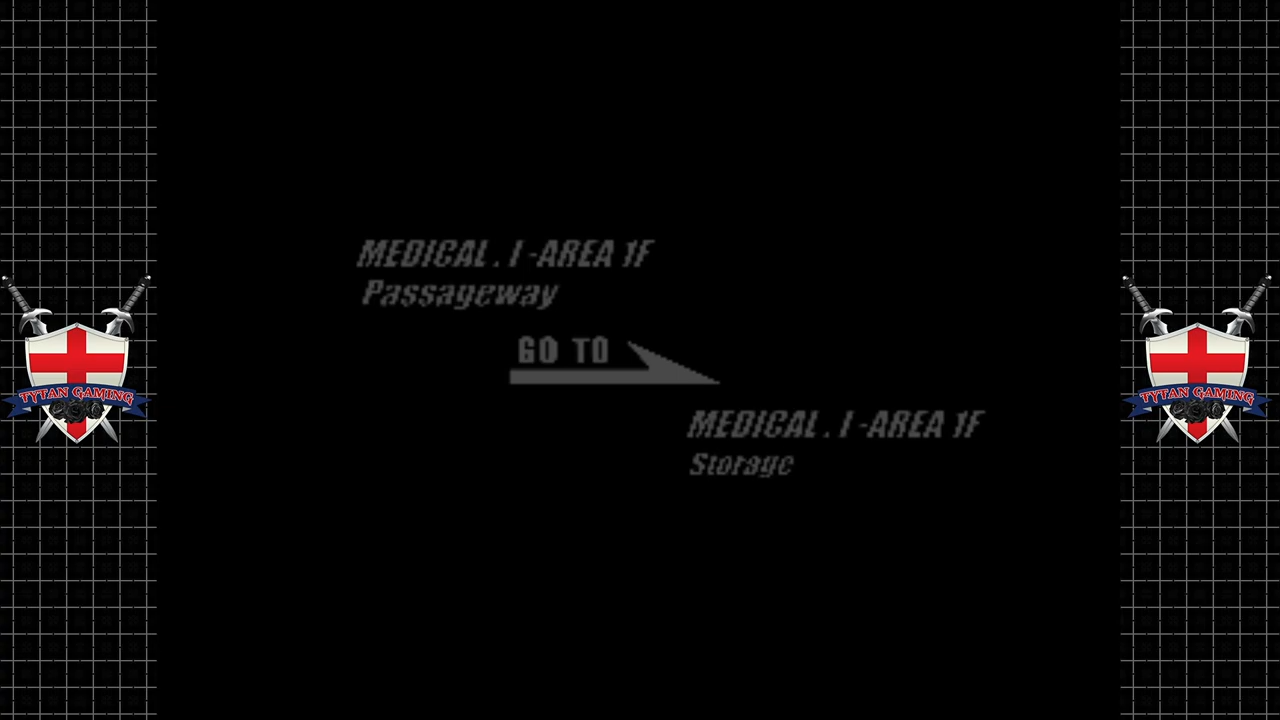 MEDICAL . I -AREA 1F
Passageway
GO TO
MEDICAL . I -AREA 1F
Storage
TYTAN GAMING
TYTAN GAMING